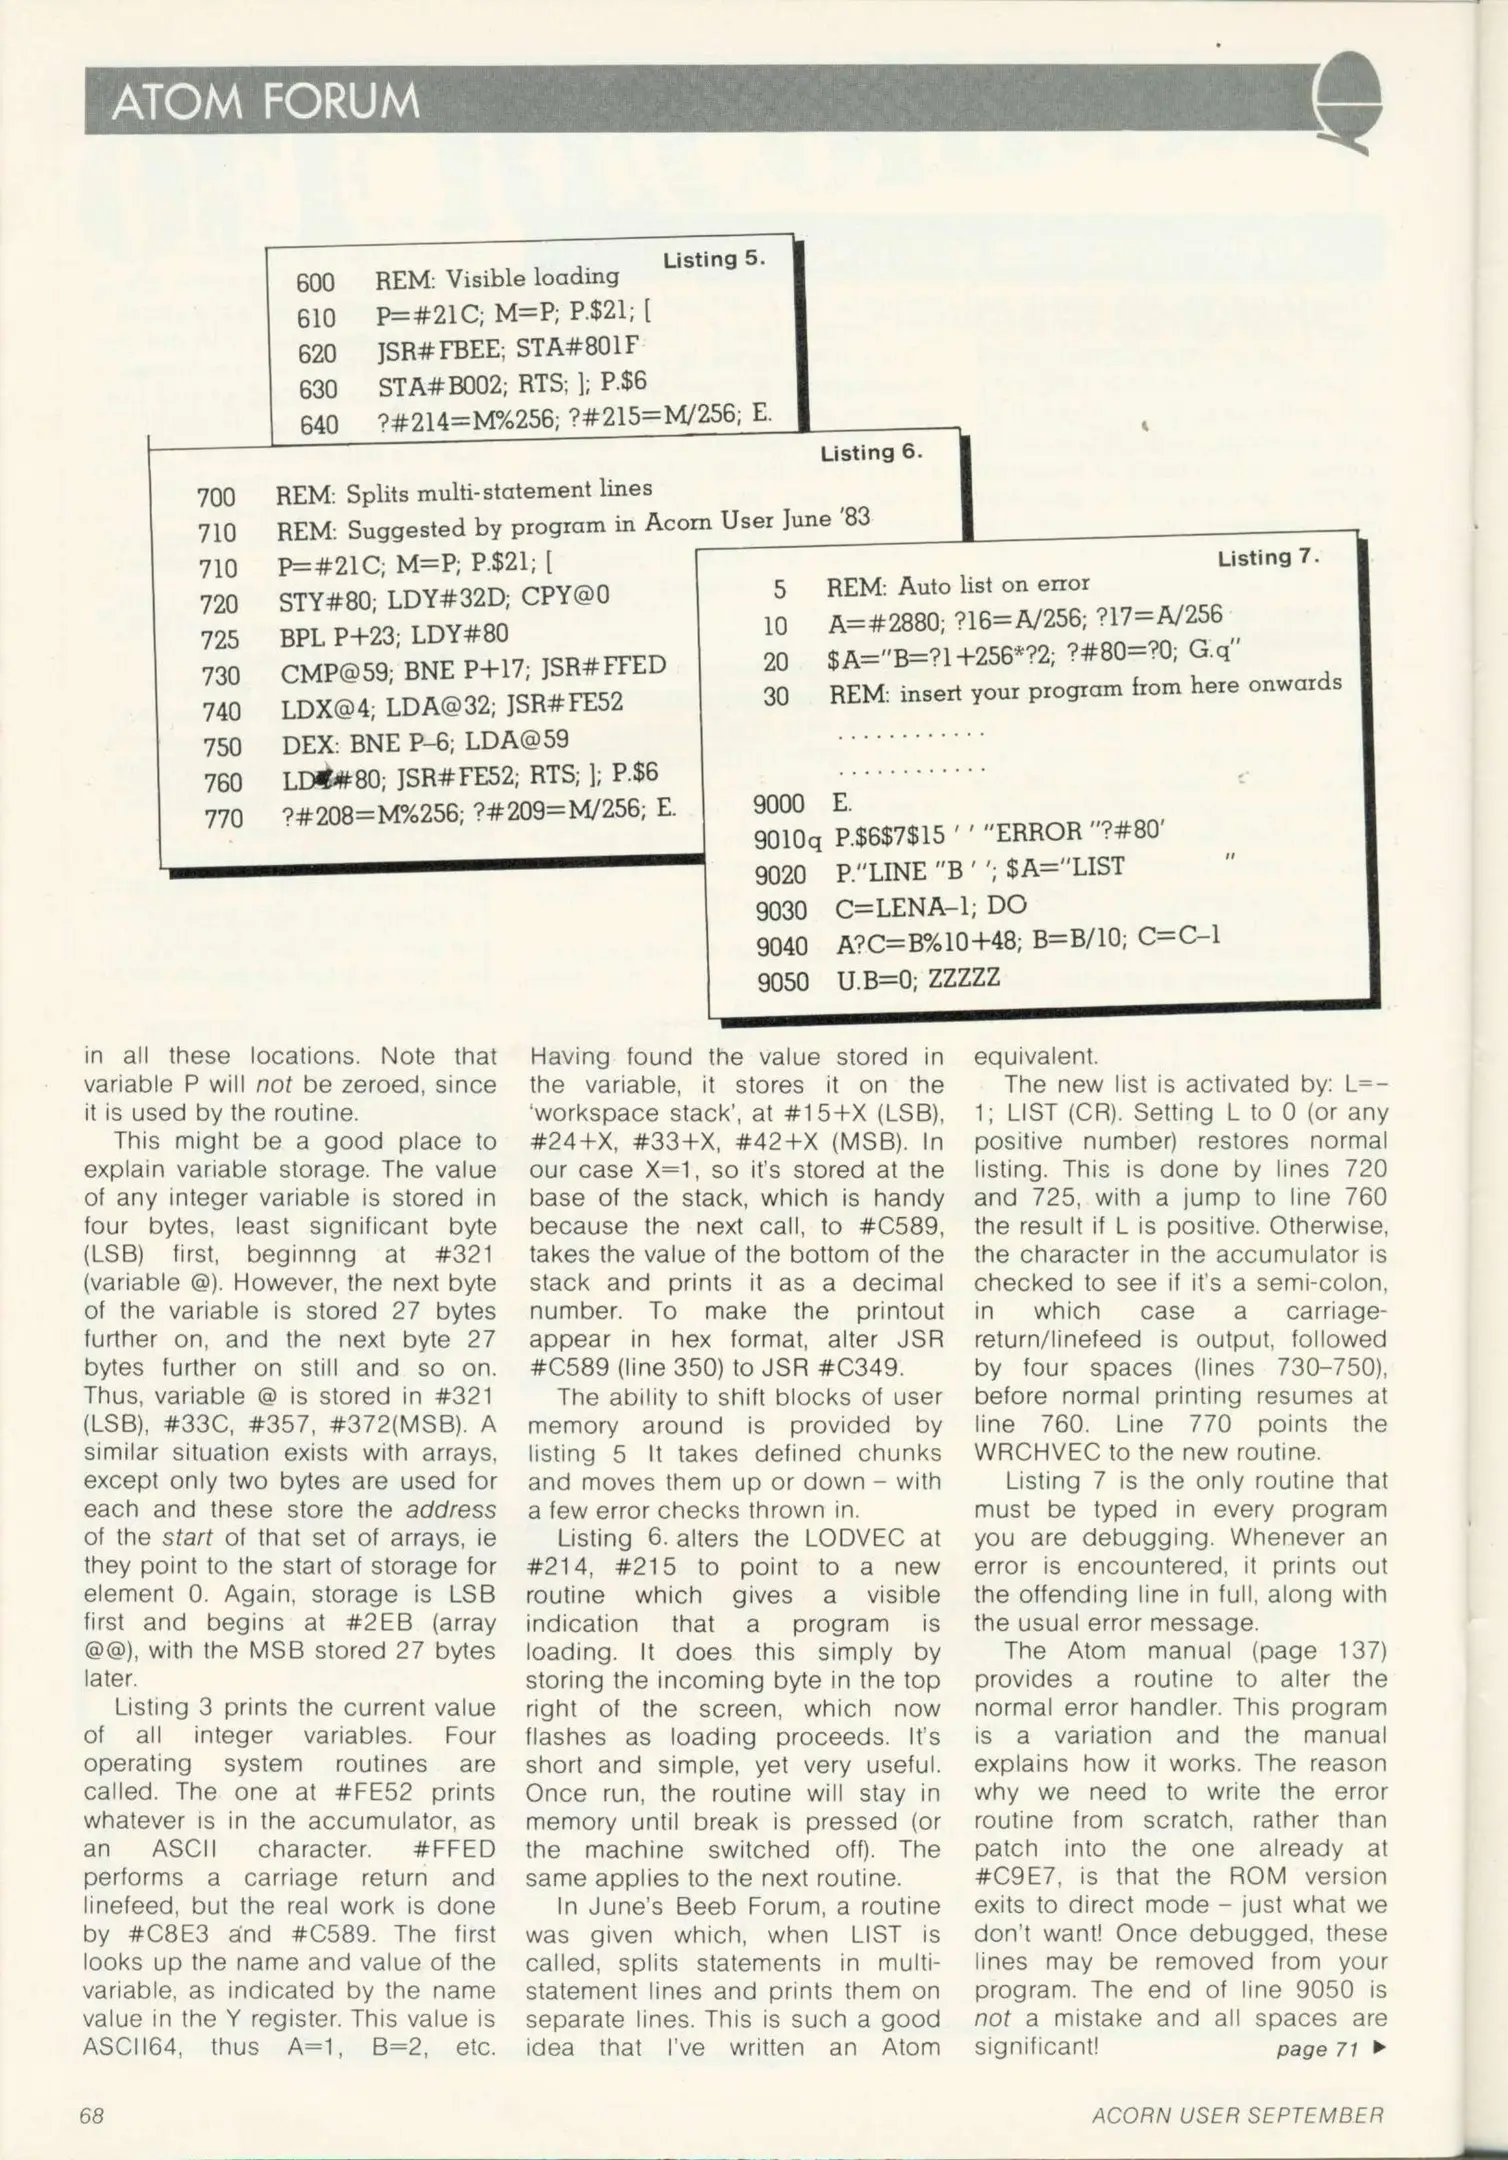 ATOM FORUM
Listing 5.
600 REM: Visible loading
610 P=#21C; M=P; P.$21; [
620 JSR#FBEE; STA#801F
630 STA#B002; RTS; ]; P.$6
640 ?#214=M%256; ?#215=M/256; E.
Listing 6.
700 REM: Splits multi-statement lines
710 REM: Suggested by program in Acorn User June '83
710 P=#21C; M=P; P.$21; [
720 STY#80; LDY#32D; CPY@0
725 BPL P+23; LDY#80
730 CMP@59; BNE P+17; JSR#FFED
740 LDX@4; LDA@32; JSR#FE52
750 DEX: BNE P–6; LDA@59
760 #80; JSR#FE52; RTS; ]; P.$6
770 ?#208=M%256; ?#209=M/256; E.
Listing 7.
5 REM: Auto list on error
10 A=#2880; ?16=A/256; ?17=A/256
20 $A="B=?1+256*?2; ?#80=?0; G.q"
30 REM: insert your program from here onwards
. . . . . . . . . . . .
. . . . . . . . . . . .
9000 E.
9010q P.$6$7$15 ' ' "ERROR "?#80'
9020 P."LINE "B ' '; $A="LIST "
9030 C=LENA–1; DO
9040 A?C=B%10+48; B=B/10; C=C–1
9050 U.B=0; ZZZZZ
in all these locations. Note that
variable P will not be zeroed, since
it is used by the routine.
This might be a good place to
explain variable storage. The value
of any integer variable is stored in
four bytes, least significant byte
(LSB) first, beginnng at #321
(variable @). However, the next byte
of the variable is stored 27 bytes
further on, and the next byte 27
bytes further on still and so on.
Thus, variable @ is stored in #321
(LSB), #33C, #357, #372(MSB). A
similar situation exists with arrays,
except only two bytes are used for
each and these store the address
of the start of that set of arrays, ie
they point to the start of storage for
element 0. Again, storage is LSB
first and begins at #2EB (array
@@), with the MSB stored 27 bytes
later.
Listing 3 prints the current value
of all integer variables. Four
operating system routines are
called. The one at #FE52 prints
whatever is in the accumulator, as
an ASCII character. #FFED
performs a carriage return and
linefeed, but the real work is done
by #C8E3 and #C589. The first
looks up the name and value of the
variable, as indicated by the name
value in the Y register. This value is
ASCII64, thus A=1, B=2, etc.
Having found the value stored in
the variable, it stores it on the
'workspace stack', at #15+X (LSB),
#24+X, #33+X, #42+X (MSB). In
our case X=1, so it's stored at the
base of the stack, which is handy
because the next call, to #C589,
takes the value of the bottom of the
stack and prints it as a decimal
number. To make the printout
appear in hex format, alter JSR
#C589 (line 350) to JSR #C349.
The ability to shift blocks of user
memory around is provided by
listing 5 It takes defined chunks
and moves them up or down – with
a few error checks thrown in.
Listing 6. alters the LODVEC at
#214, #215 to point to a new
routine which gives a visible
indication that a program is
loading. It does this simply by
storing the incoming byte in the top
right of the screen, which now
flashes as loading proceeds. It's
short and simple, yet very useful.
Once run, the routine will stay in
memory until break is pressed (or
the machine switched off). The
same applies to the next routine.
In June's Beeb Forum, a routine
was given which, when LIST is
called, splits statements in multi-
statement lines and prints them on
separate lines. This is such a good
idea that I've written an Atom
equivalent.
The new list is activated by: L=–
1; LIST (CR). Setting L to 0 (or any
positive number) restores normal
listing. This is done by lines 720
and 725, with a jump to line 760
the result if L is positive. Otherwise,
the character in the accumulator is
checked to see if it's a semi-colon,
in which case a carriage-
return/linefeed is output, followed
by four spaces (lines 730–750),
before normal printing resumes at
line 760. Line 770 points the
WRCHVEC to the new routine.
Listing 7 is the only routine that
must be typed in every program
you are debugging. Whenever an
error is encountered, it prints out
the offending line in full, along with
the usual error message.
The Atom manual (page 137)
provides a routine to alter the
normal error handler. This program
is a variation and the manual
explains how it works. The reason
why we need to write the error
routine from scratch, rather than
patch into the one already at
#C9E7, is that the ROM version
exits to direct mode – just what we
don't want! Once debugged, these
lines may be removed from your
program. The end of line 9050 is
not a mistake and all spaces are
significant! page 71 ►
68 ACORN USER SEPTEMBER